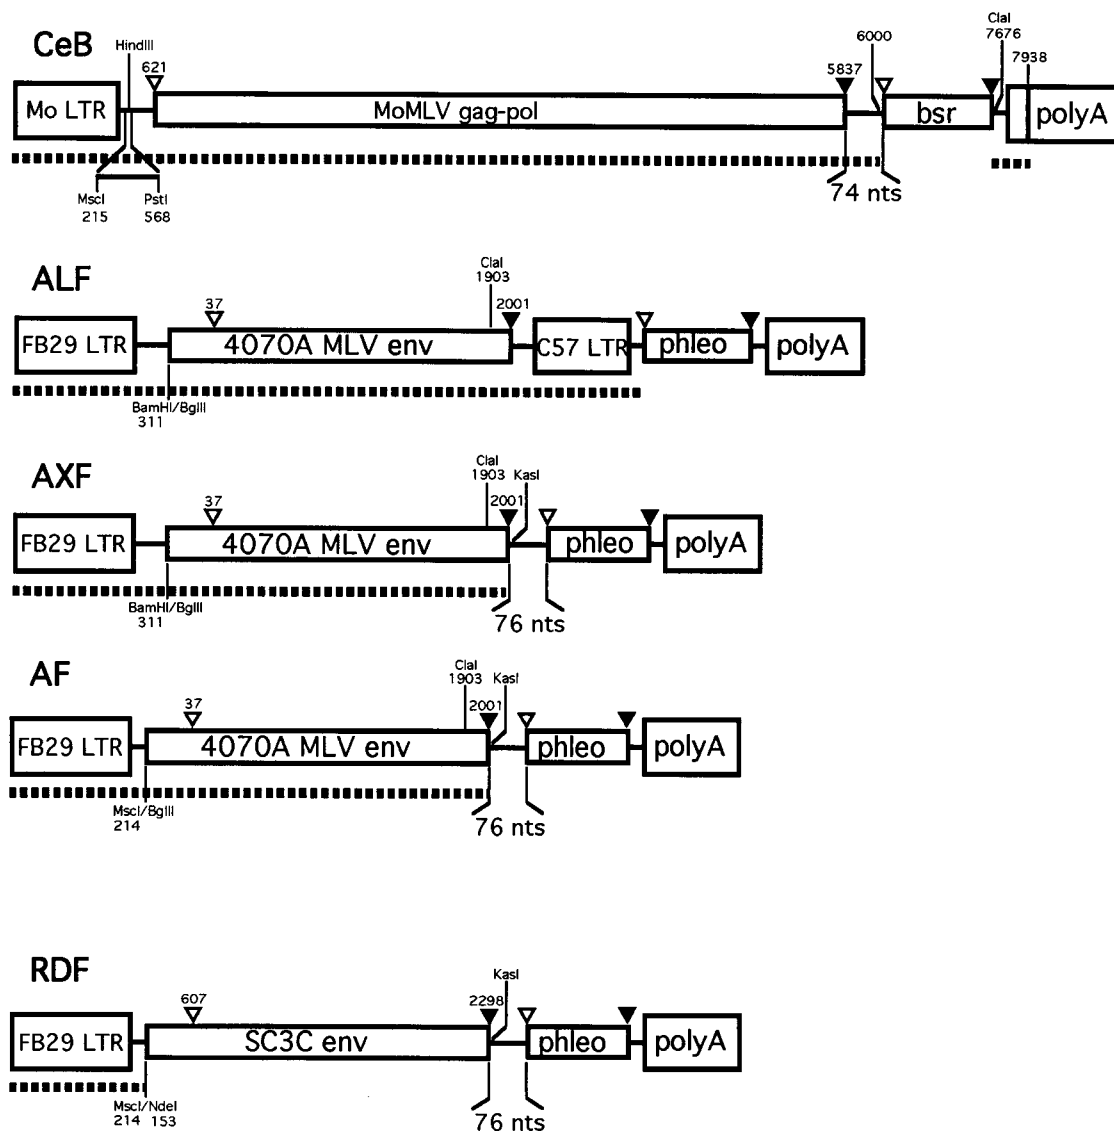 CeB
HindIII
621
5837
6000
ClaI
7676
7938
Mo LTR
MoMLV gag-pol
bsr
polyA
MscI
215
PstI
568
74 nts
ALF
37
ClaI
1903
2001
FB29 LTR
4070A MLV env
C57 LTR
phleo
polyA
BamHI/BglII
311
AXF
37
ClaI
1903
2001
KasI
FB29 LTR
4070A MLV env
phleo
polyA
BamHI/BglII
311
76 nts
AF
37
ClaI
1903
2001
KasI
FB29 LTR
4070A MLV env
phleo
polyA
MscI/BglII
214
76 nts
RDF
607
2298
KasI
FB29 LTR
SC3C env
phleo
polyA
MscI/NdeI
214 153
76 nts